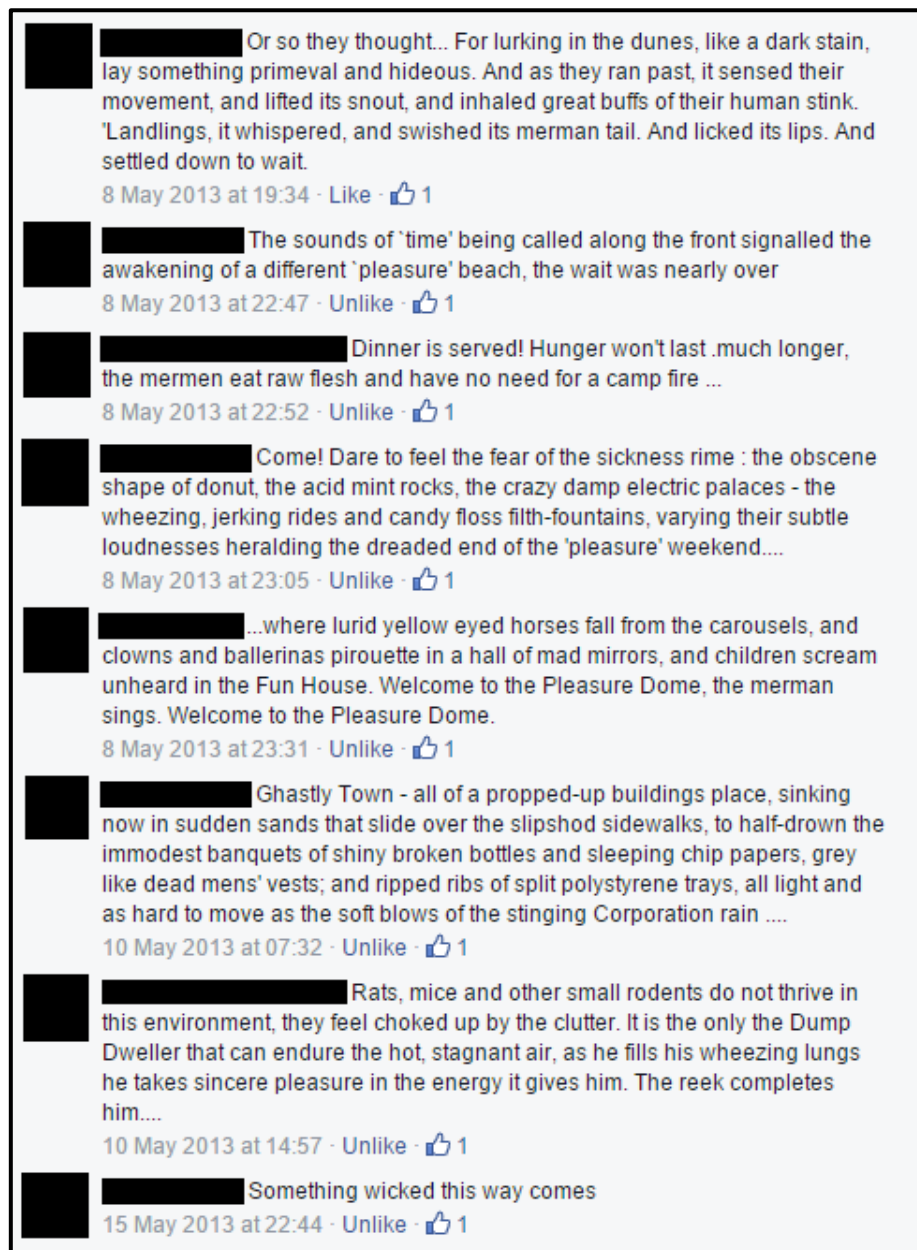 Or so they thought... For lurking in the dunes, like a dark stain,
lay something primeval and hideous. And as they ran past, it sensed their
movement, and lifted its snout, and inhaled great buffs of their human stink.
'Landlings, it whispered, and swished its merman tail. And licked its lips. And
settled down to wait.
8 May 2013 at 19:34 · Like · 1
The sounds of `time' being called along the front signalled the
awakening of a different `pleasure' beach, the wait was nearly over
8 May 2013 at 22:47 · Unlike · 1
Dinner is served! Hunger won't last .much longer,
the mermen eat raw flesh and have no need for a camp fire ...
8 May 2013 at 22:52 · Unlike · 1
Come! Dare to feel the fear of the sickness rime : the obscene
shape of donut, the acid mint rocks, the crazy damp electric palaces - the
wheezing, jerking rides and candy floss filth-fountains, varying their subtle
loudnesses heralding the dreaded end of the 'pleasure' weekend....
8 May 2013 at 23:05 · Unlike · 1
...where lurid yellow eyed horses fall from the carousels, and
clowns and ballerinas pirouette in a hall of mad mirrors, and children scream
unheard in the Fun House. Welcome to the Pleasure Dome, the merman
sings. Welcome to the Pleasure Dome.
8 May 2013 at 23:31 · Unlike · 1
Ghastly Town - all of a propped-up buildings place, sinking
now in sudden sands that slide over the slipshod sidewalks, to half-drown the
immodest banquets of shiny broken bottles and sleeping chip papers, grey
like dead mens' vests; and ripped ribs of split polystyrene trays, all light and
as hard to move as the soft blows of the stinging Corporation rain ....
10 May 2013 at 07:32 · Unlike · 1
Rats, mice and other small rodents do not thrive in
this environment, they feel choked up by the clutter. It is the only the Dump
Dweller that can endure the hot, stagnant air, as he fills his wheezing lungs
he takes sincere pleasure in the energy it gives him. The reek completes
him....
10 May 2013 at 14:57 · Unlike · 1
Something wicked this way comes
15 May 2013 at 22:44 · Unlike · 1